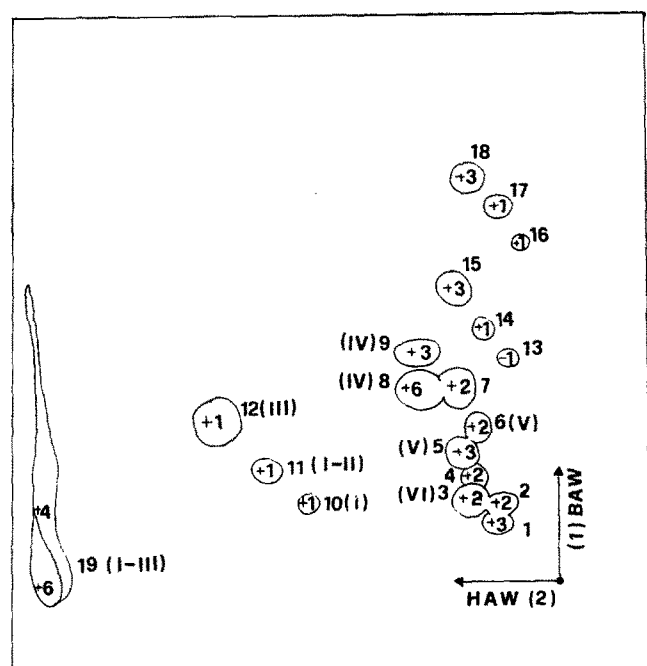 18
+3
17
+1
+1 16
15
+3
+1 14
-1 13
(IV) 9
+3
(IV) 8
+6
+2 7
+2 6 (V)
(V) 5
+3
12 (III)
+1
+1 11 (I-II)
4 +2
(VI) 3
+2
+2 2
+3 1
+1 10 (i)
+4
19 (I-III)
+6
(1) BAW
HAW (2)